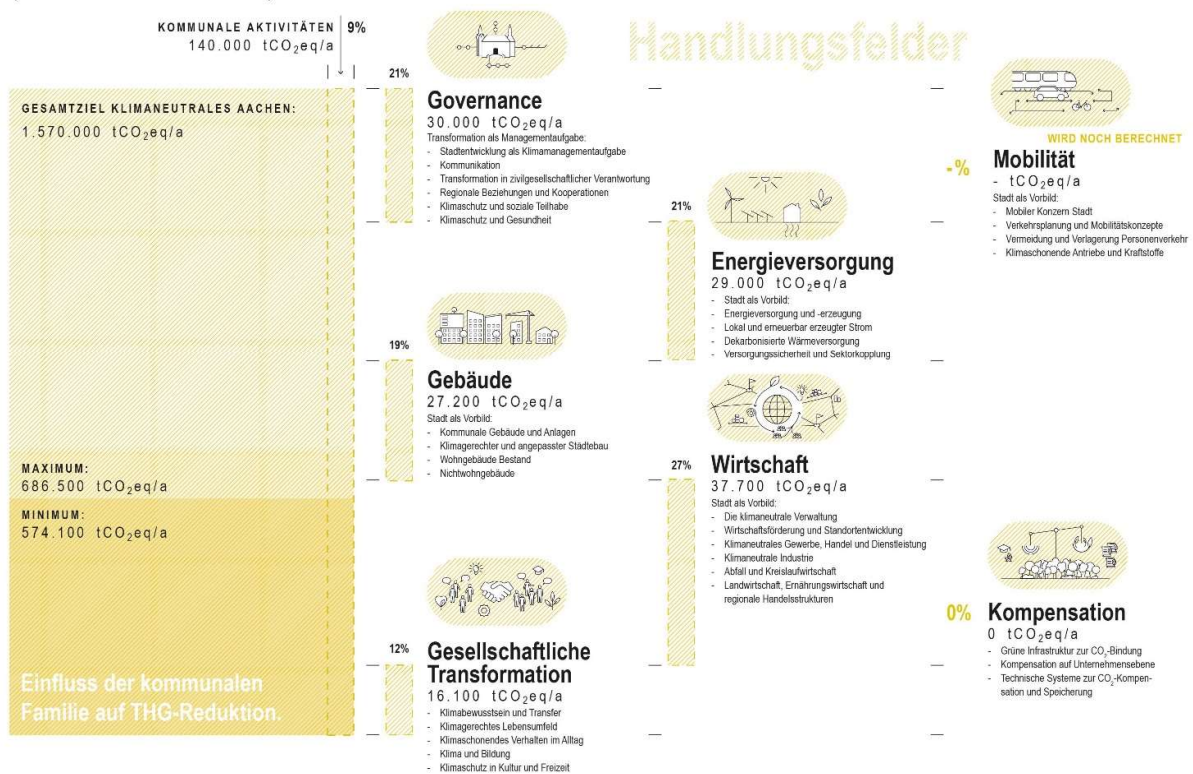 KOMMUNALE AKTIVITÄTEN 9%
140.000 tCO₂eq/a
Handlungsfelder
GESAMTZIEL KLIMANEUTRALES AACHEN:
1.570.000 tCO₂eq/a
MAXIMUM:
686.500 tCO₂eq/a
MINIMUM:
574.100 tCO₂eq/a
Einfluss der kommunalen
Familie auf THG-Reduktion.
21%
Governance
30.000 tCO₂eq/a
Transformation als Managementaufgabe:
- Stadtentwicklung als Klimamanagementaufgabe
- Kommunikation
- Transformation in zivilgesellschaftlicher Verantwortung
- Regionale Beziehungen und Kooperationen
- Klimaschutz und soziale Teilhabe
- Klimaschutz und Gesundheit
19%
Gebäude
27.200 tCO₂eq/a
Stadt als Vorbild:
- Kommunale Gebäude und Anlagen
- Klimagerechter und angepasster Städtebau
- Wohngebäude Bestand
- Nichtwohngebäude
12%
Gesellschaftliche
Transformation
16.100 tCO₂eq/a
- Klimabewusstsein und Transfer
- Klimagerechtes Lebensumfeld
- Klimaschonendes Verhalten im Alltag
- Klima und Bildung
- Klimaschutz in Kultur und Freizeit
21%
Energieversorgung
29.000 tCO₂eq/a
- Stadt als Vorbild:
- Energieversorgung und -erzeugung
- Lokal und erneuerbar erzeugter Strom
- Dekarbonisierte Wärmeversorgung
- Versorgungssicherheit und Sektorkopplung
27%
Wirtschaft
37.700 tCO₂eq/a
Stadt als Vorbild:
- Die klimaneutrale Verwaltung
- Wirtschaftsförderung und Standortentwicklung
- Klimaneutrales Gewerbe, Handel und Dienstleistung
- Klimaneutrale Industrie
- Abfall und Kreislaufwirtschaft
- Landwirtschaft, Ernährungswirtschaft und
regionale Handelsstrukturen
WIRD NOCH BERECHNET
-%
Mobilität
- tCO₂eq/a
Stadt als Vorbild:
- Mobiler Konzern Stadt
- Verkehrsplanung und Mobilitätskonzepte
- Vermeidung und Verlagerung Personenverkehr
- Klimaschonende Antriebe und Kraftstoffe
0%
Kompensation
0 tCO₂eq/a
- Grüne Infrastruktur zur CO₂-Bindung
- Kompensation auf Unternehmensebene
- Technische Systeme zur CO₂-Kompen-
sation und Speicherung